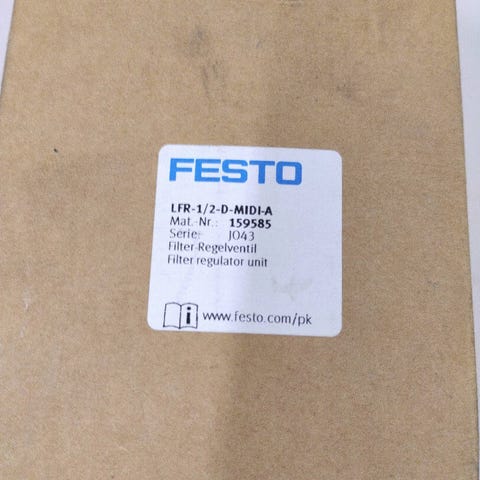 FESTO
LFR-1/2-D-MIDI-A
Mat.-Nr.: 159585
Serie: J043
Filter-Regelventil
Filter regulator unit
i www.festo.com/pk